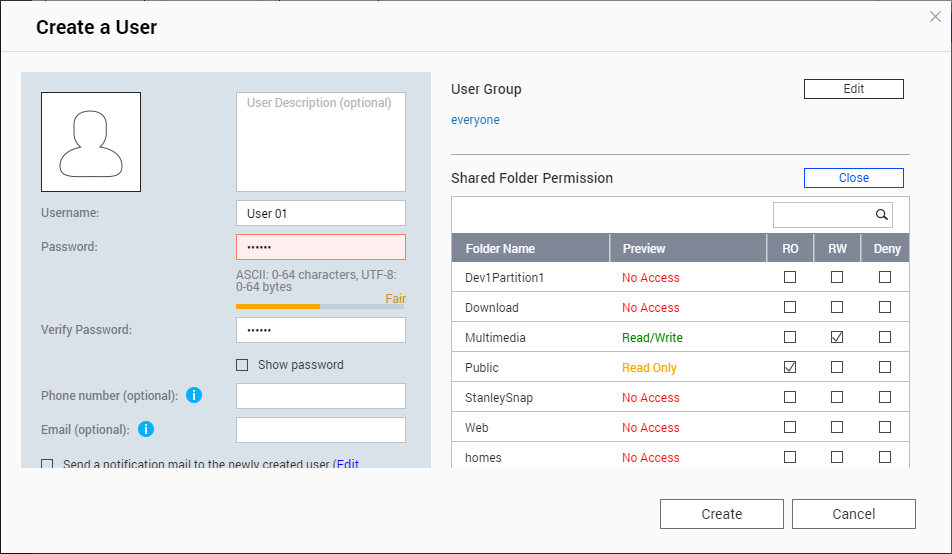 Create a User
User Description (optional)
Username:
User 01
Password:
••••••
ASCII: 0-64 characters, UTF-8:
0-64 bytes
Fair
Verify Password:
••••••
Show password
Phone number (optional):
Email (optional):
Send a notification mail to the newly created user (Edit
User Group
Edit
everyone
Shared Folder Permission
Close
Folder Name Preview RO RW Deny
Dev1Partition1 No Access
Download No Access
Multimedia Read/Write
Public Read Only
StanleySnap No Access
Web No Access
homes No Access
Create
Cancel